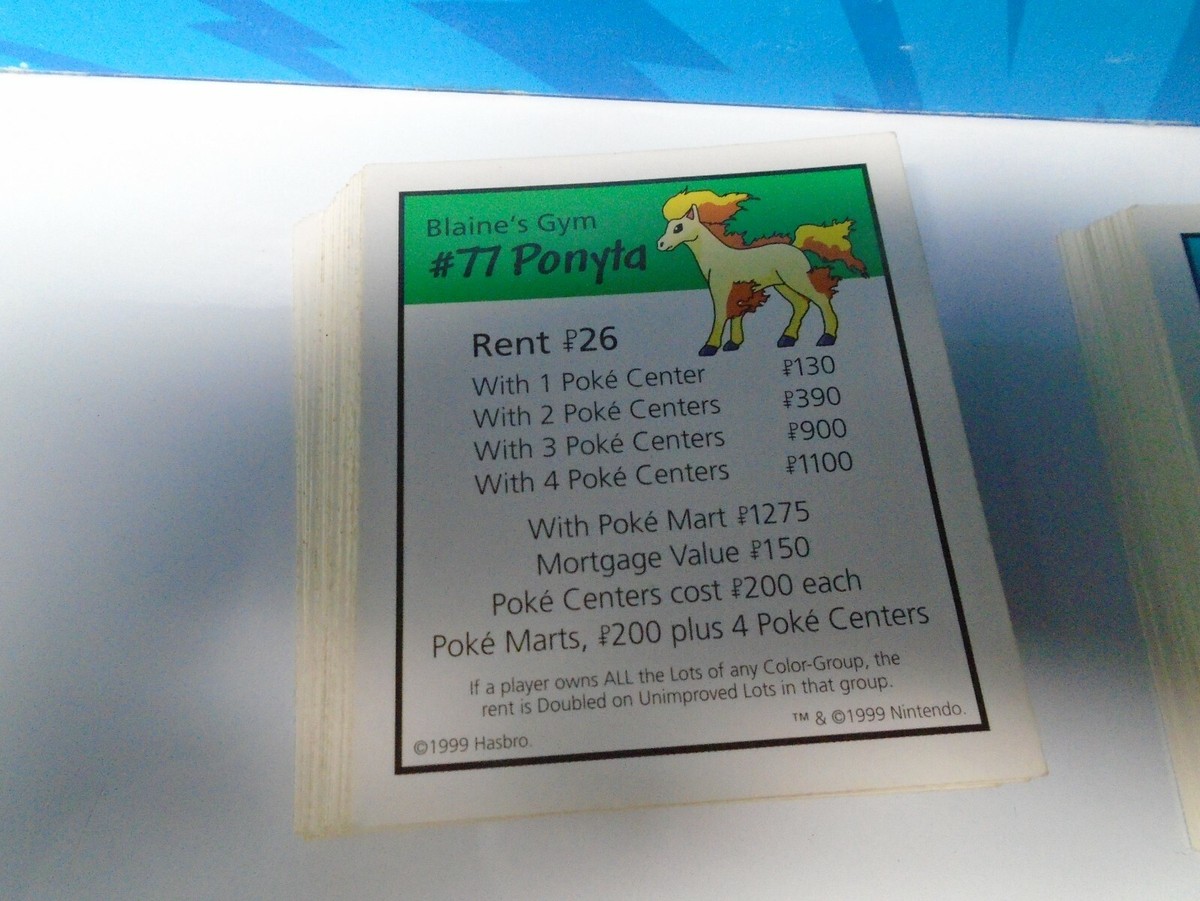 Blaine's Gym
#77 Ponyta
Rent ₽26
With 1 Poké Center ₽130
With 2 Poké Centers ₽390
With 3 Poké Centers ₽900
With 4 Poké Centers ₽1100
With Poké Mart ₽1275
Mortgage Value ₽150
Poké Centers cost ₽200 each
Poké Marts, ₽200 plus 4 Poké Centers
If a player owns ALL the Lots of any Color-Group, the
rent is Doubled on Unimproved Lots in that group.
©1999 Hasbro. ™ & ©1999 Nintendo.